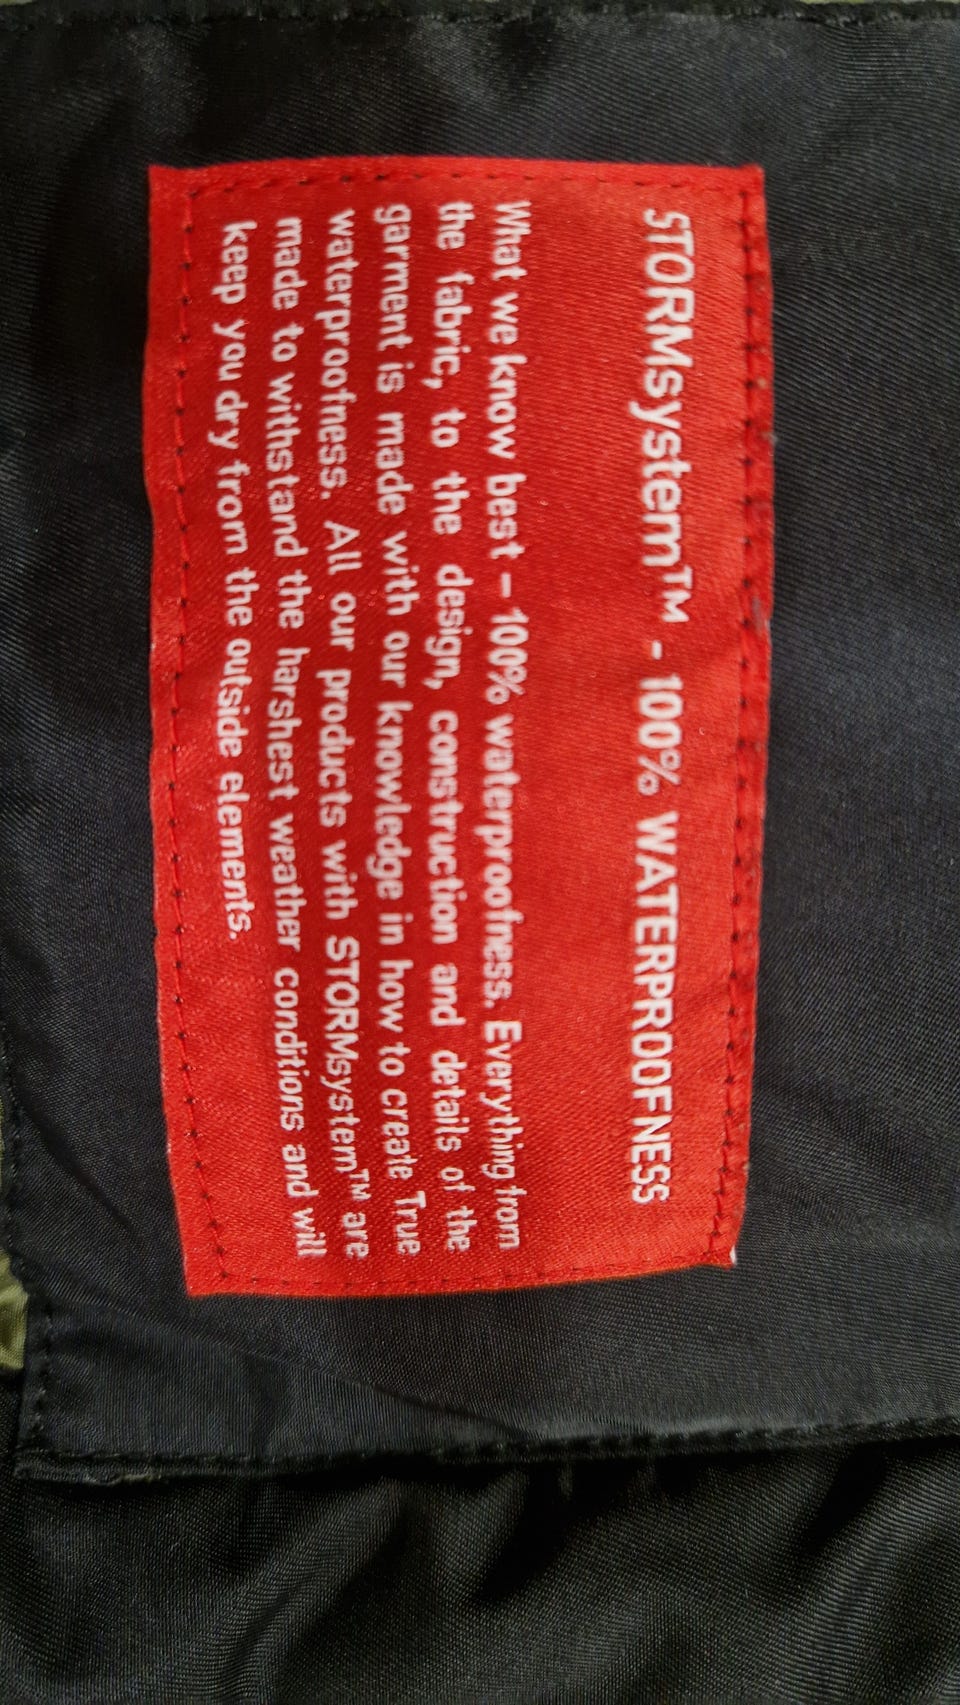 STORMsystem™ - 100% WATERPROOFNESS
What we know best – 100% waterproofness. Everything from
the fabric, to the design, construction and details of the
garment is made with our knowledge in how to create True
waterproofness. All our products with STORMsystem™ are
made to withstand the harshest weather conditions and will
keep you dry from the outside elements.